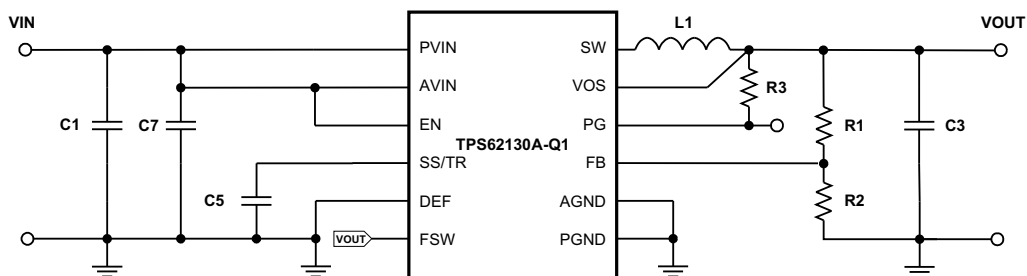 VIN
L1
VOUT
PVIN
SW
AVIN
VOS
R3
C1
C7
EN
PG
R1
C3
TPS62130A-Q1
SS/TR
FB
C5
DEF
AGND
R2
VOUT
FSW
PGND